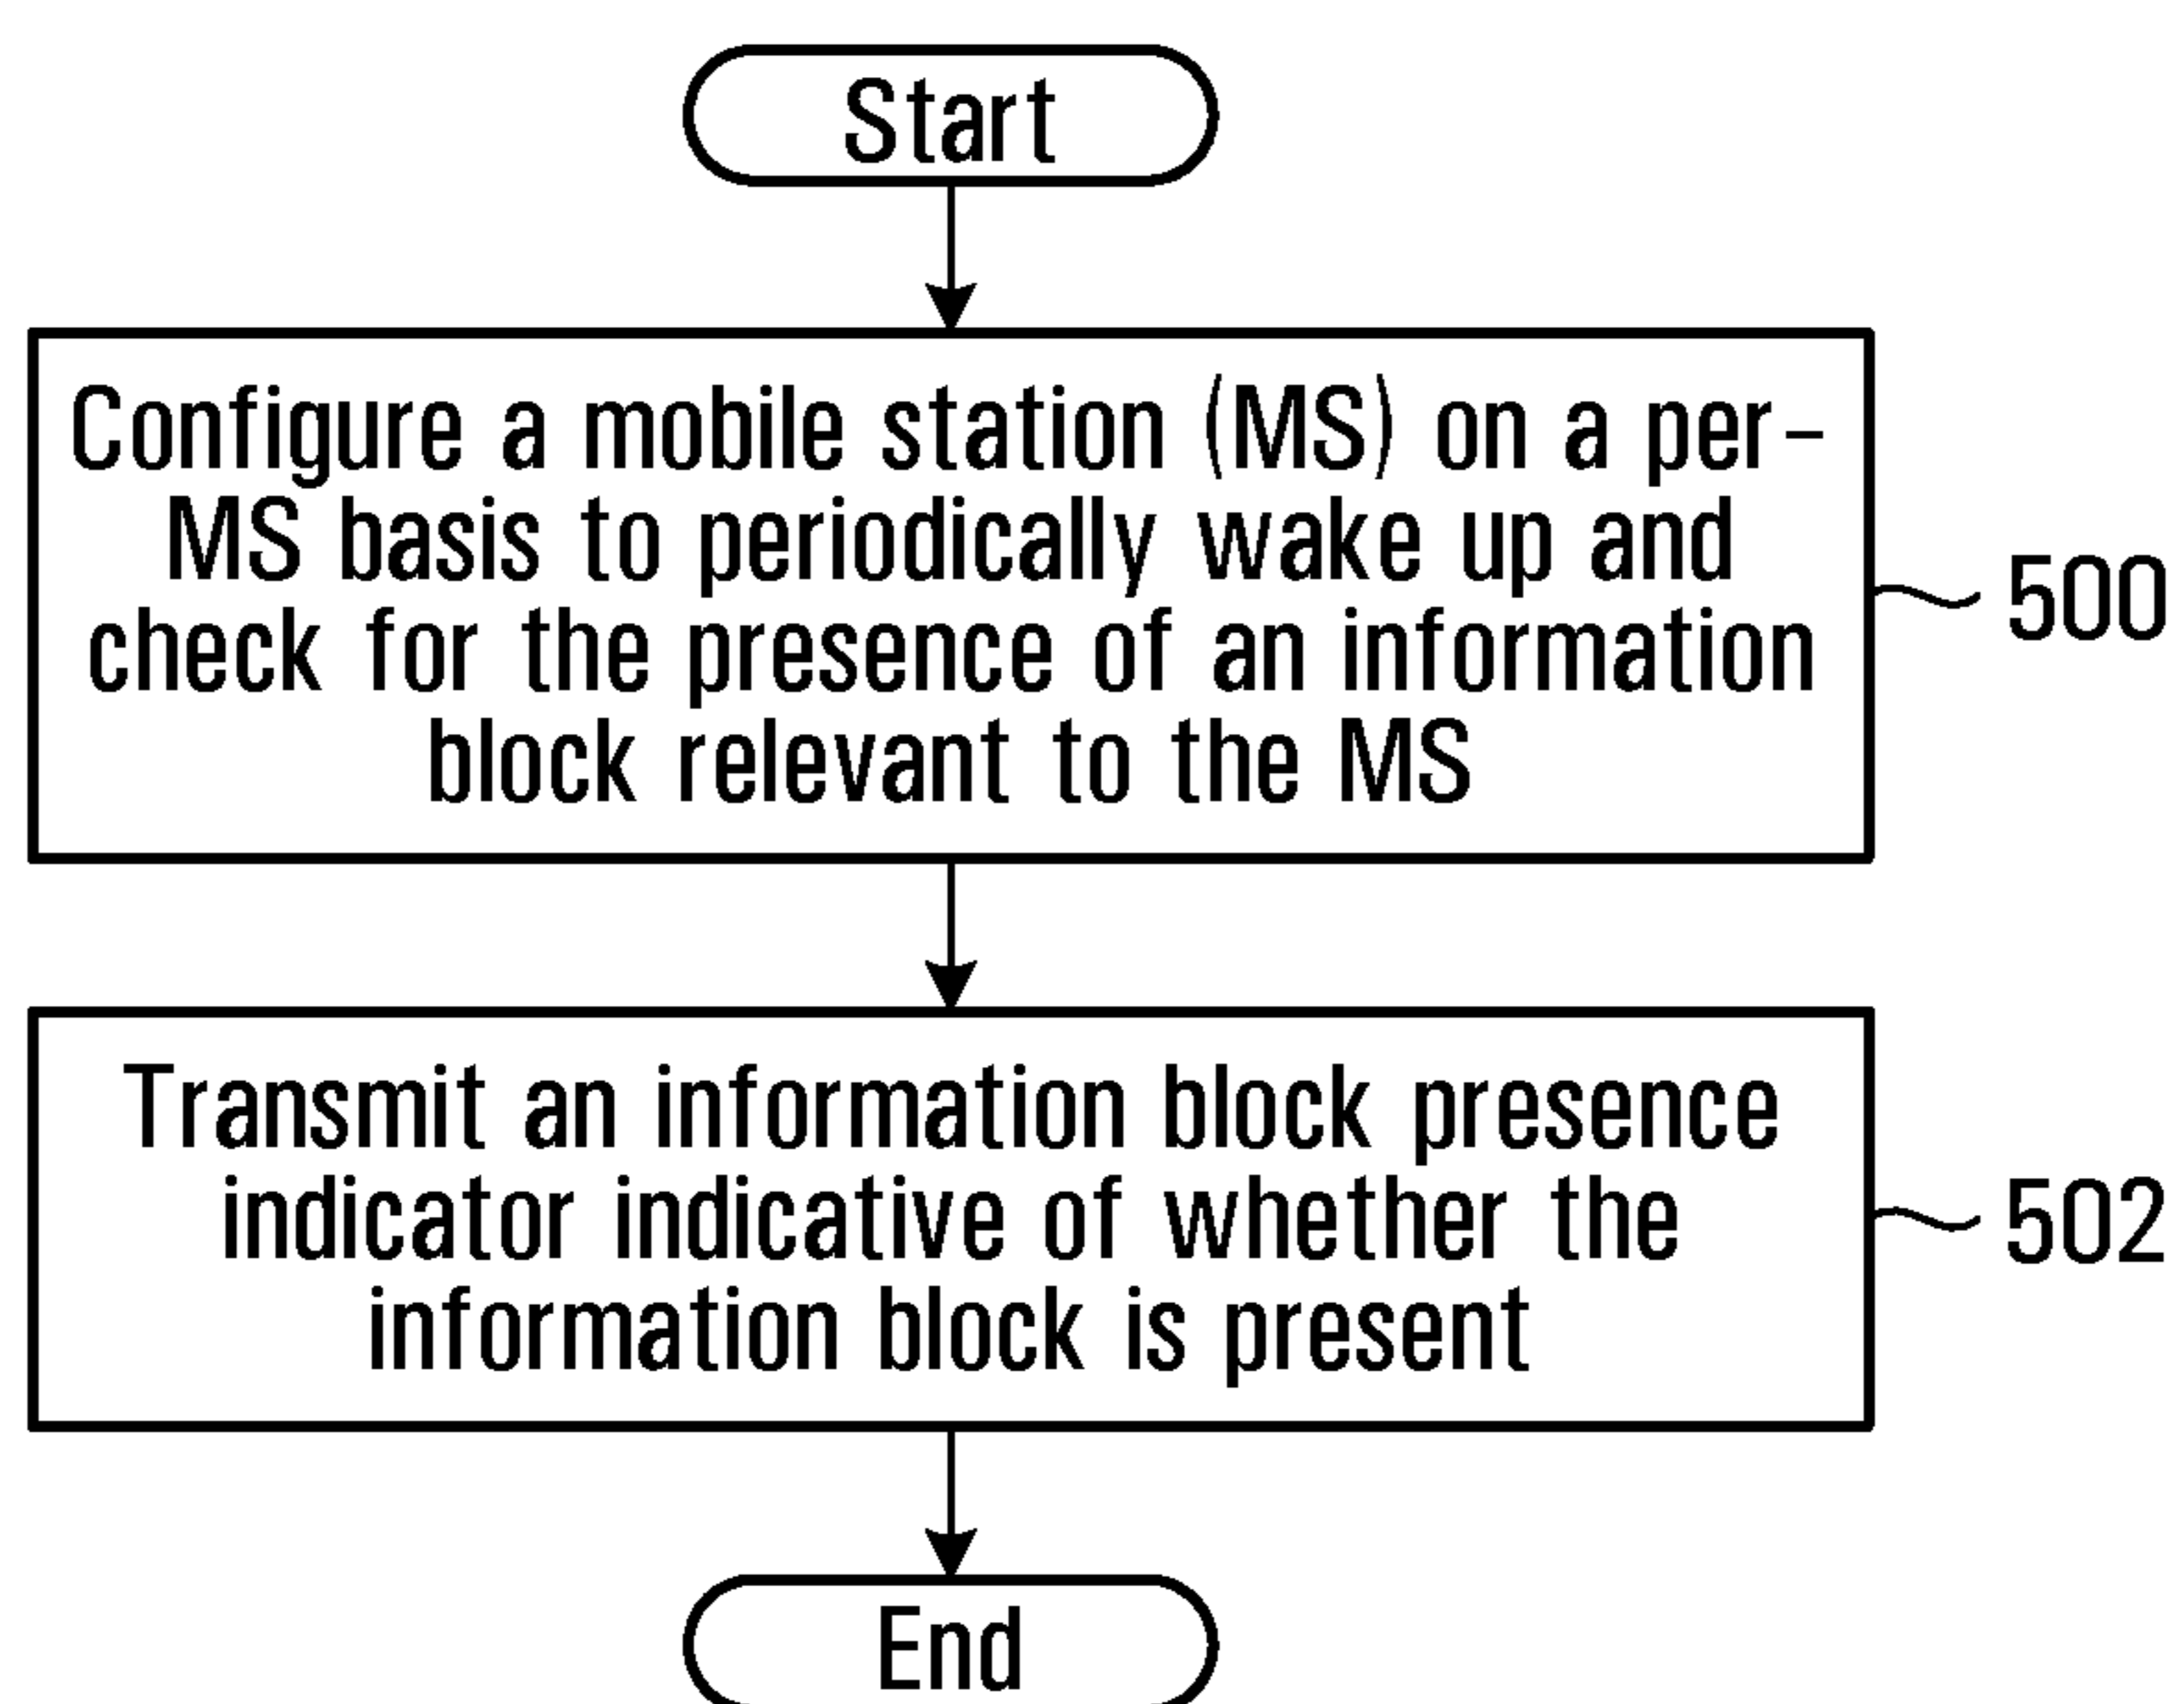 Start
Configure a mobile station (MS) on a per-
MS basis to periodically wake up and
check for the presence of an information
block relevant to the MS
500
Transmit an information block presence
indicator indicative of whether the
information block is present
502
End